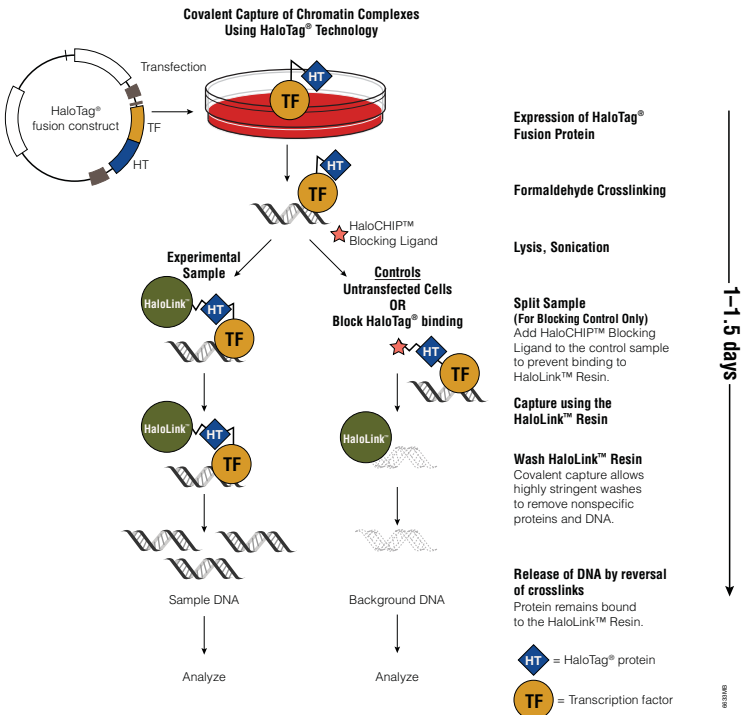 Covalent Capture of Chromatin Complexes
Using HaloTag® Technology
Transfection
HaloTag®
fusion construct
TF
HT
HT
TF
HT
TF
HaloCHIP™
Blocking Ligand
Experimental
Sample
Controls
Untransfected Cells
OR
Block HaloTag® binding
HaloLink™
HT
TF
HT
TF
HaloLink™
HT
TF
HaloLink™
Sample DNA
Background DNA
Analyze
Analyze
Expression of HaloTag®
Fusion Protein
Formaldehyde Crosslinking
Lysis, Sonication
Split Sample
(For Blocking Control Only)
Add HaloCHIP™ Blocking
Ligand to the control sample
to prevent binding to
HaloLink™ Resin.
Capture using the
HaloLink™ Resin
Wash HaloLink™ Resin
Covalent capture allows
highly stringent washes
to remove nonspecific
proteins and DNA.
Release of DNA by reversal
of crosslinks
Protein remains bound
to the HaloLink™ Resin.
HT = HaloTag® protein
TF = Transcription factor
1–1.5 days
6633MB